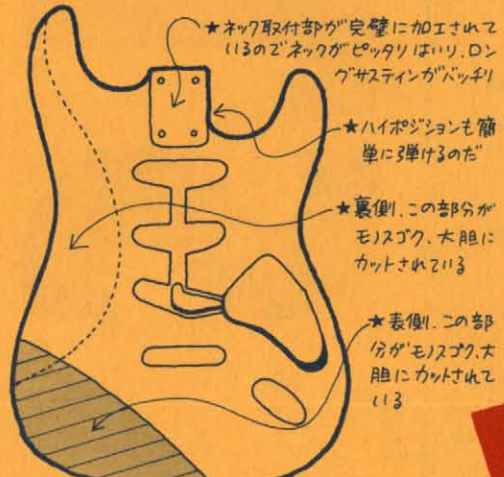 ★ネック取付部が完璧に加工されて
いるのでネックがピッタリはいり、ロン
グサスティンがバッチリ
★ハイポジションも簡
単に弾けるのだ
★裏側、この部分が
モノスゴク、大胆に
カットされている
★表側、この部
分がモノスゴク、大
胆にカットされて
いる